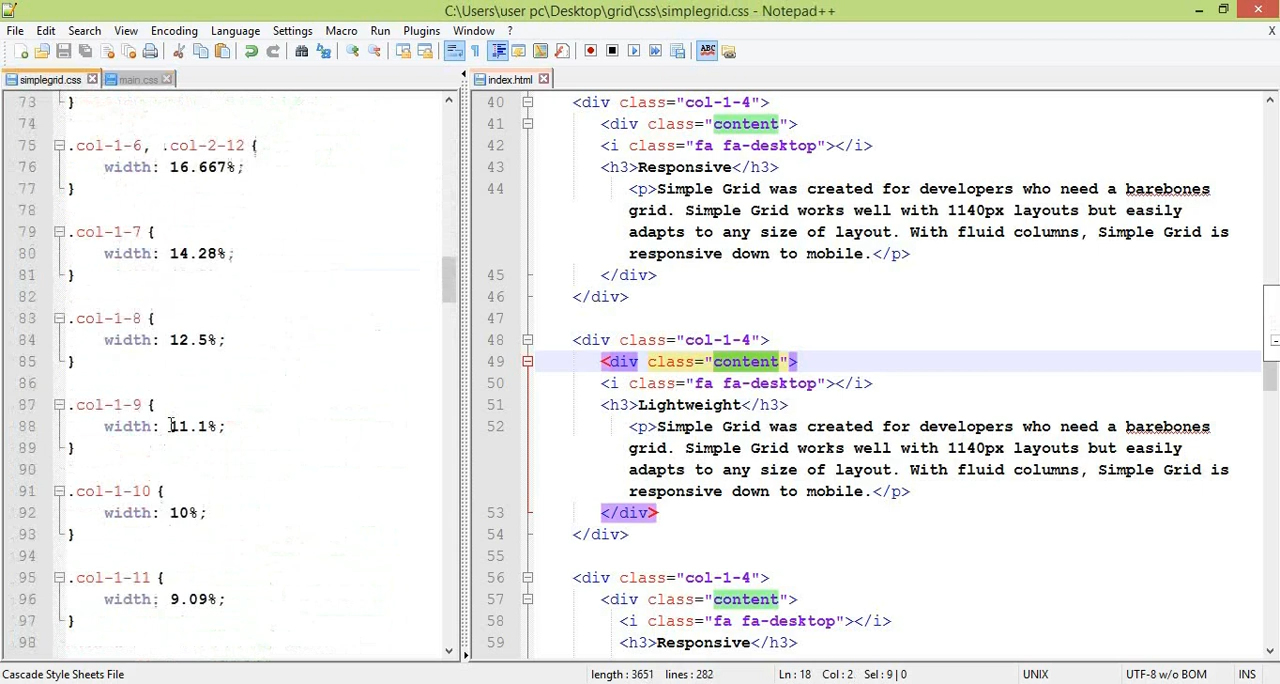 C:\Users\user pc\Desktop\grid\css\simplegrid.css - Notepad++
File Edit Search View Encoding Language Settings Macro Run Plugins Window ? X
simplegrid.css main.css
73 }
74
75 .col-1-6, .col-2-12 {
76 width: 16.667%;
77 }
78
79 .col-1-7 {
80 width: 14.28%;
81 }
82
83 .col-1-8 {
84 width: 12.5%;
85 }
86
87 .col-1-9 {
88 width: 11.1%;
89 }
90
91 .col-1-10 {
92 width: 10%;
93 }
94
95 .col-1-11 {
96 width: 9.09%;
97 }
98
index.html
40 <div class="col-1-4">
41 <div class="content">
42 <i class="fa fa-desktop"></i>
43 <h3>Responsive</h3>
44 <p>Simple Grid was created for developers who need a barebones
grid. Simple Grid works well with 1140px layouts but easily
adapts to any size of layout. With fluid columns, Simple Grid is
responsive down to mobile.</p>
45 </div>
46 </div>
47
48 <div class="col-1-4">
49 <div class="content">
50 <i class="fa fa-desktop"></i>
51 <h3>Lightweight</h3>
52 <p>Simple Grid was created for developers who need a barebones
grid. Simple Grid works well with 1140px layouts but easily
adapts to any size of layout. With fluid columns, Simple Grid is
responsive down to mobile.</p>
53 </div>
54 </div>
55
56 <div class="col-1-4">
57 <div class="content">
58 <i class="fa fa-desktop"></i>
59 <h3>Responsive</h3>
Cascade Style Sheets File length : 3651 lines : 282 Ln : 18 Col : 2 Sel : 9 | 0 UNIX UTF-8 w/o BOM INS